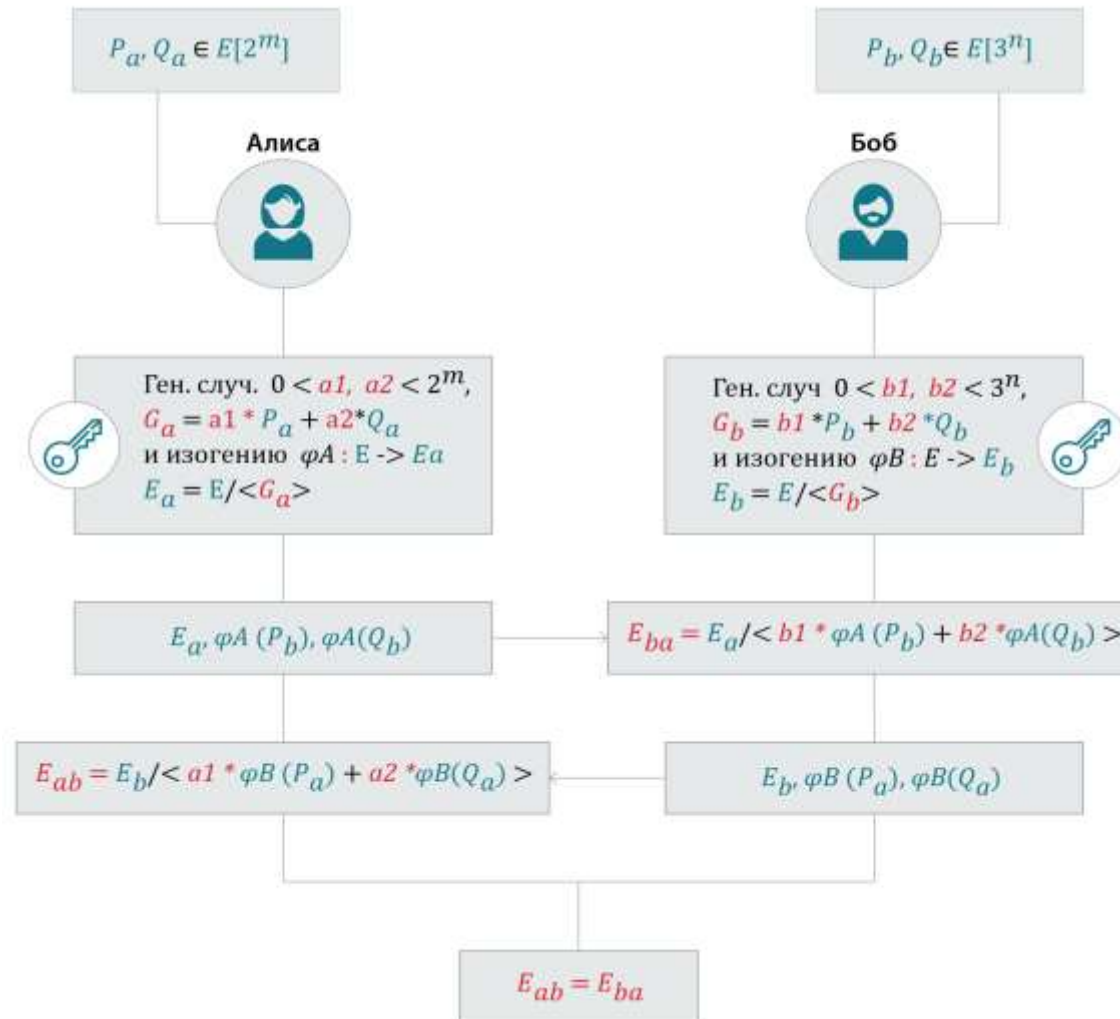 P_a, Q_a ∈ E[2^m]
P_b, Q_b ∈ E[3^n]
Алиса
Боб
Ген. случ. 0 < a1, a2 < 2^m,
G_a = a1 * P_a + a2*Q_a
и изогению φA : E -> Ea
E_a = E/<G_a>
Ген. случ 0 < b1, b2 < 3^n,
G_b = b1 *P_b + b2 *Q_b
и изогению φB : E -> E_b
E_b = E/<G_b>
E_a, φA (P_b), φA(Q_b)
E_ba = E_a/< b1 * φA (P_b) + b2 *φA(Q_b) >
E_ab = E_b/< a1 * φB (P_a) + a2 *φB(Q_a) >
E_b, φB (P_a), φB(Q_a)
E_ab = E_ba